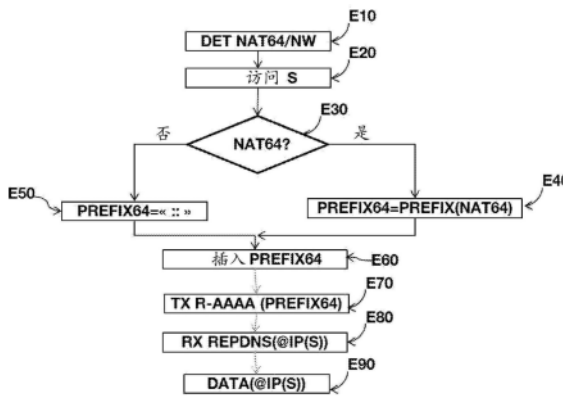 E10
DET NAT64/NW
E20
访问 S
E30
否
NAT64?
是
E50
PREFIX64=« :: »
PREFIX64=PREFIX(NAT64)
E40
插入 PREFIX64
E60
E70
TX R-AAAA (PREFIX64)
E80
RX REPDNS(@IP(S))
E90
DATA(@IP(S))